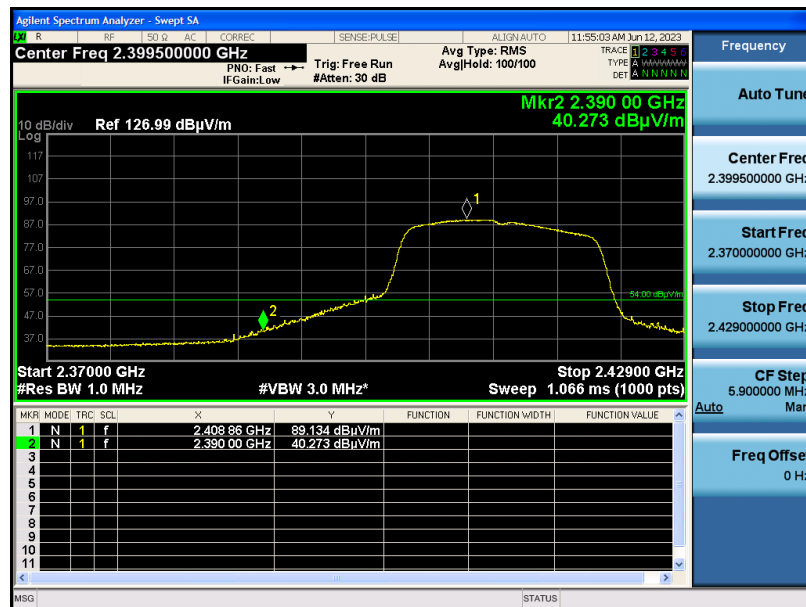 Agilent Spectrum Analyzer - Swept SA
LXI R RF 50 Ω AC CORREC SENSE:PULSE ALIGN AUTO 11:55:03 AM Jun 12, 2023
Center Freq 2.399500000 GHz
PNO: Fast
IFGain:Low
Trig: Free Run
#Atten: 30 dB
Avg Type: RMS
Avg|Hold: 100/100
TRACE 1 2 3 4 5 6
TYPE A WWWWW
DET A N N N N N
Mkr2 2.390 00 GHz
40.273 dBµV/m
10 dB/div Ref 126.99 dBµV/m
Log
117
107
97.0
87.0
77.0
67.0
57.0
47.0
37.0
1
2
54.00 dBµV/m
Start 2.37000 GHz Stop 2.42900 GHz
#Res BW 1.0 MHz #VBW 3.0 MHz* Sweep 1.066 ms (1000 pts)
MKR MODE TRC SCL X Y FUNCTION FUNCTION WIDTH FUNCTION VALUE
1 N 1 f 2.408 86 GHz 89.134 dBµV/m
2 N 1 f 2.390 00 GHz 40.273 dBµV/m
3
4
5
6
7
8
9
10
11
MSG STATUS
Frequency
Auto Tune
Center Freq
2.399500000 GHz
Start Freq
2.370000000 GHz
Stop Freq
2.429000000 GHz
CF Step
5.900000 MHz
Auto Man
Freq Offset
0 Hz